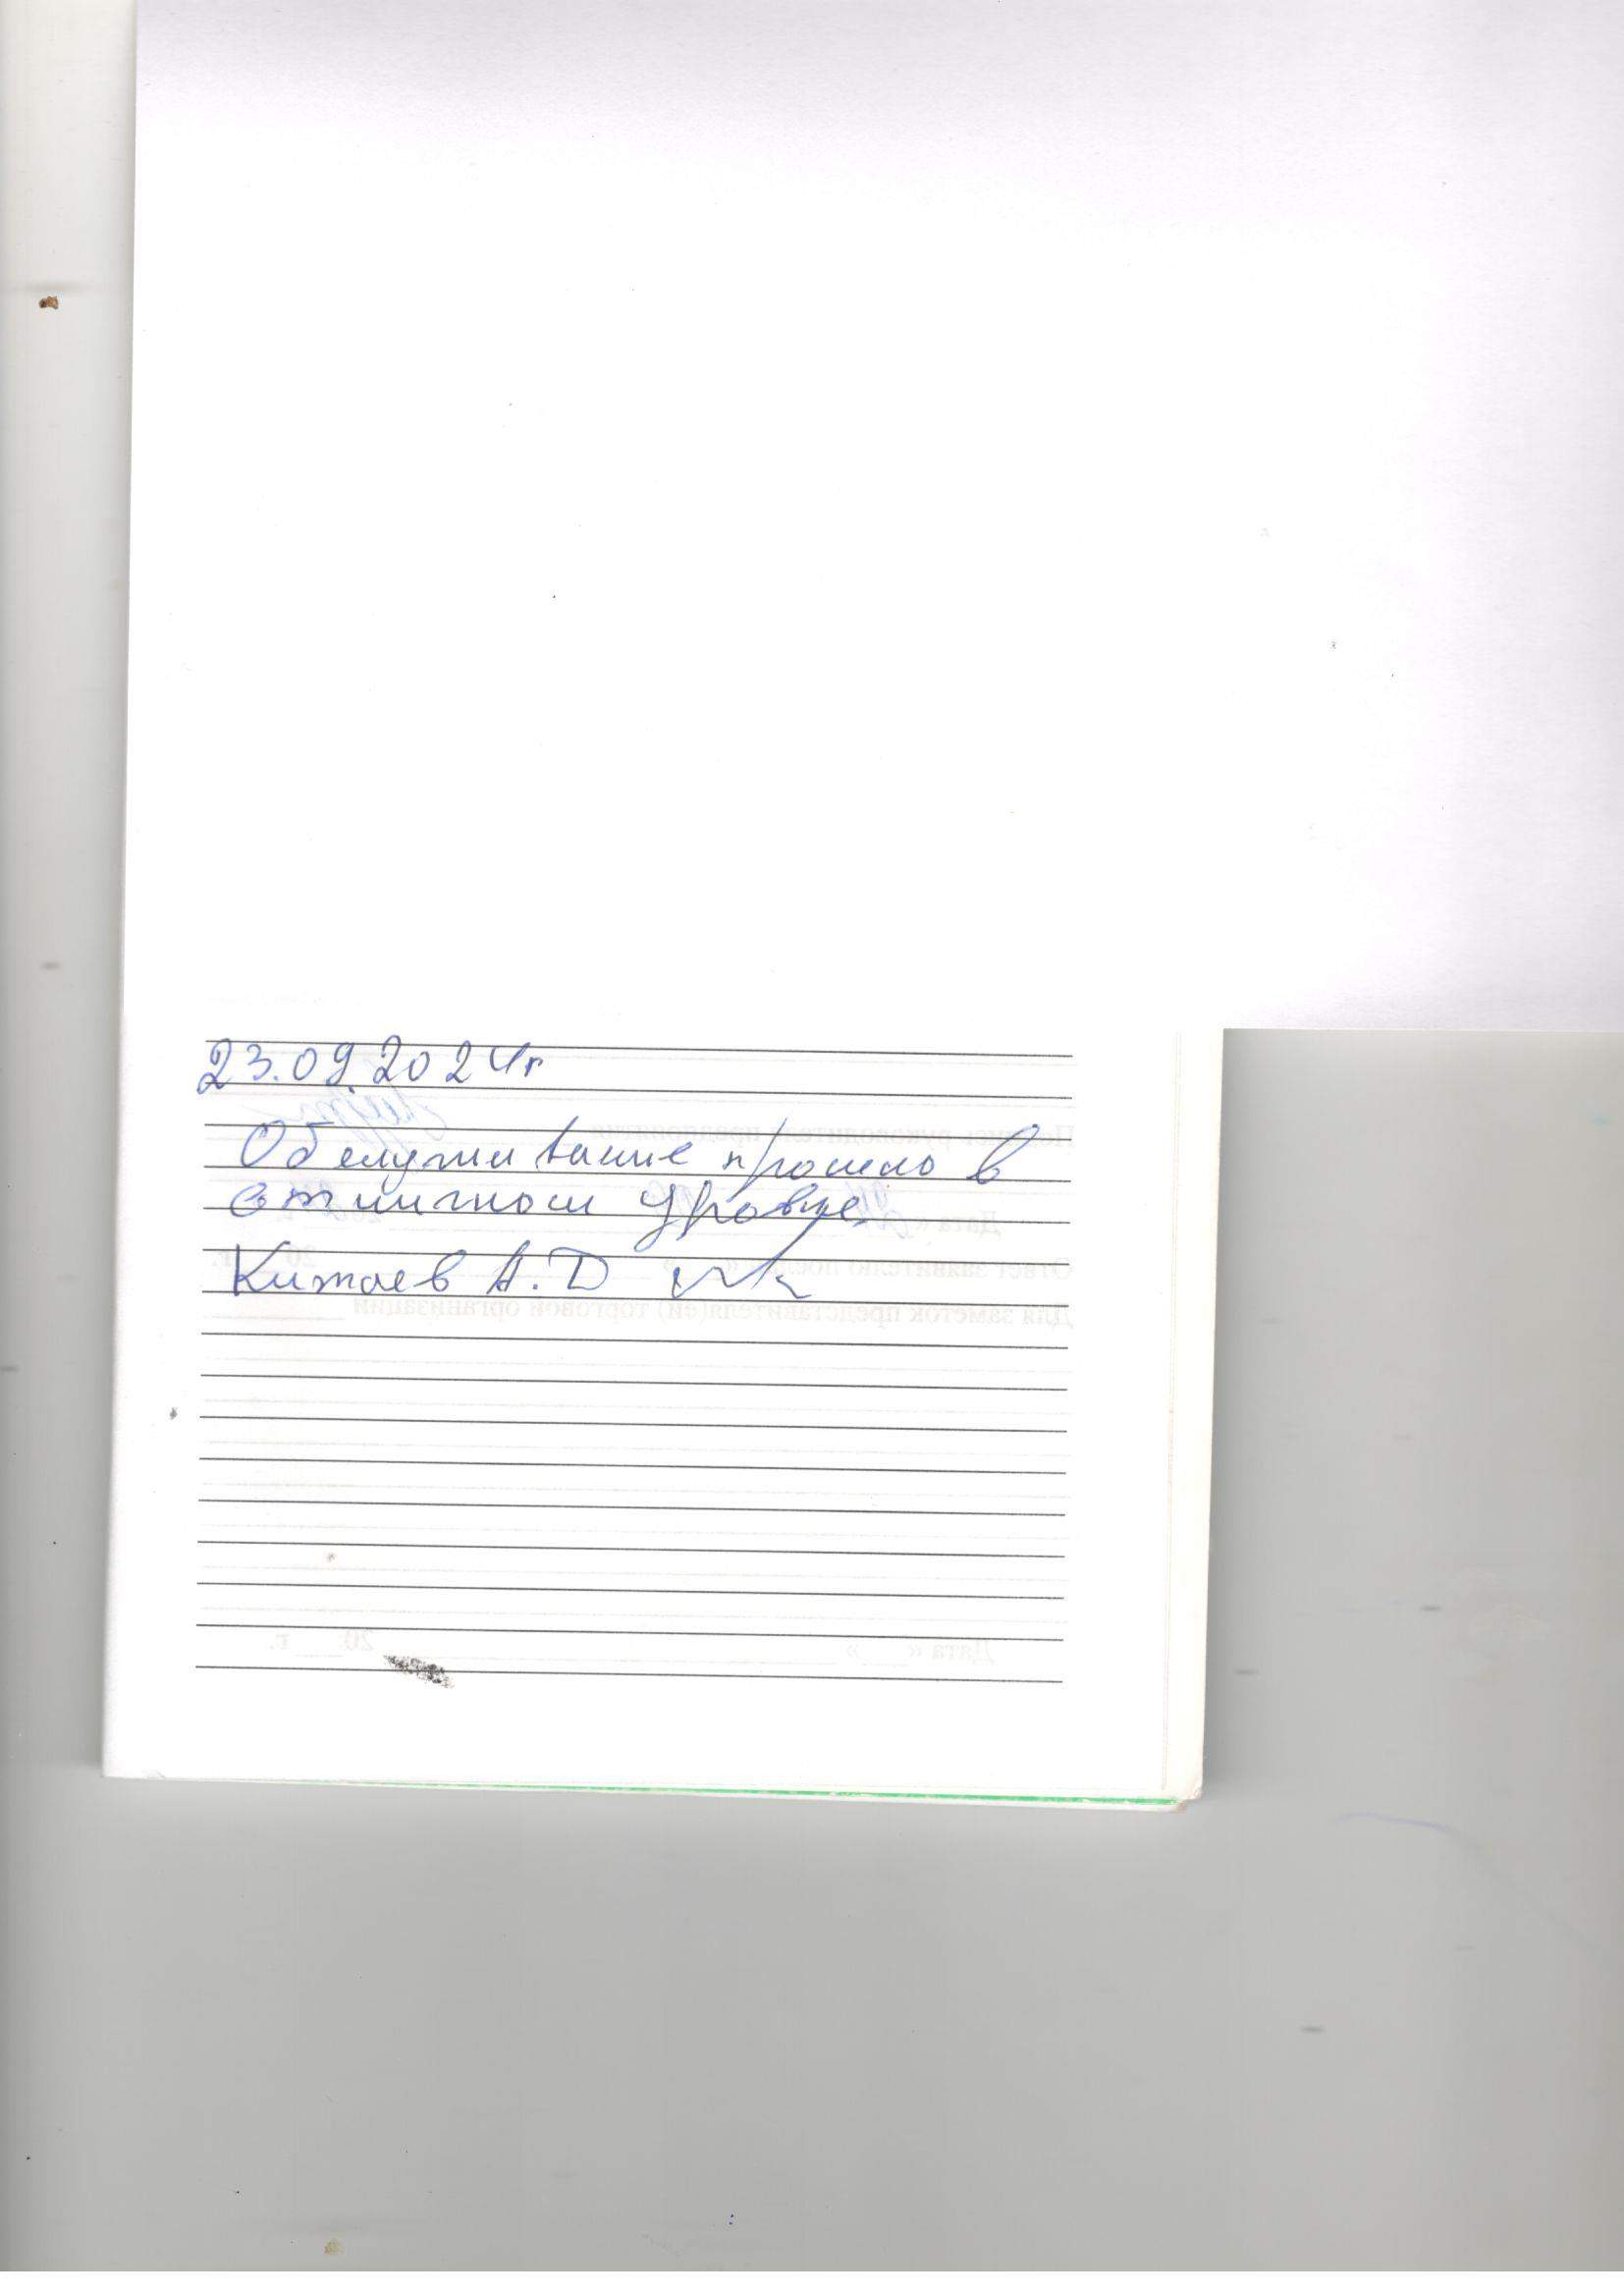 23.09.2024г
Обслуживание прошло в
отличном уровне
Китаев А.Д